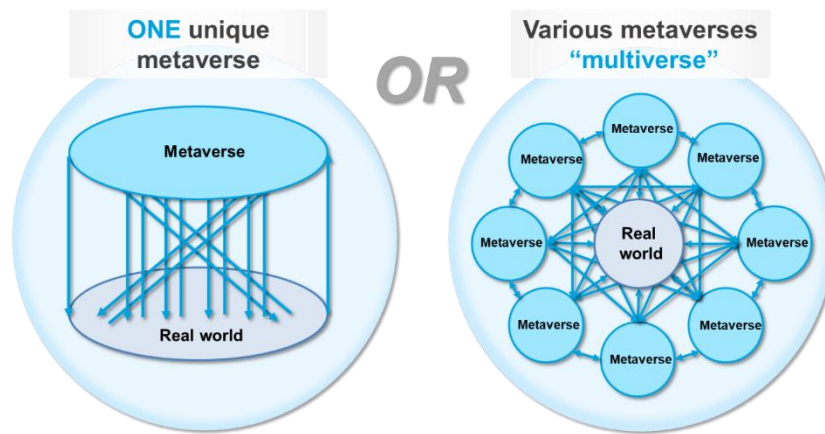 ONE unique
metaverse
OR
Various metaverses
“multiverse”
Metaverse
Real world
Metaverse
Metaverse
Metaverse
Metaverse
Real
world
Metaverse
Metaverse
Metaverse
Metaverse